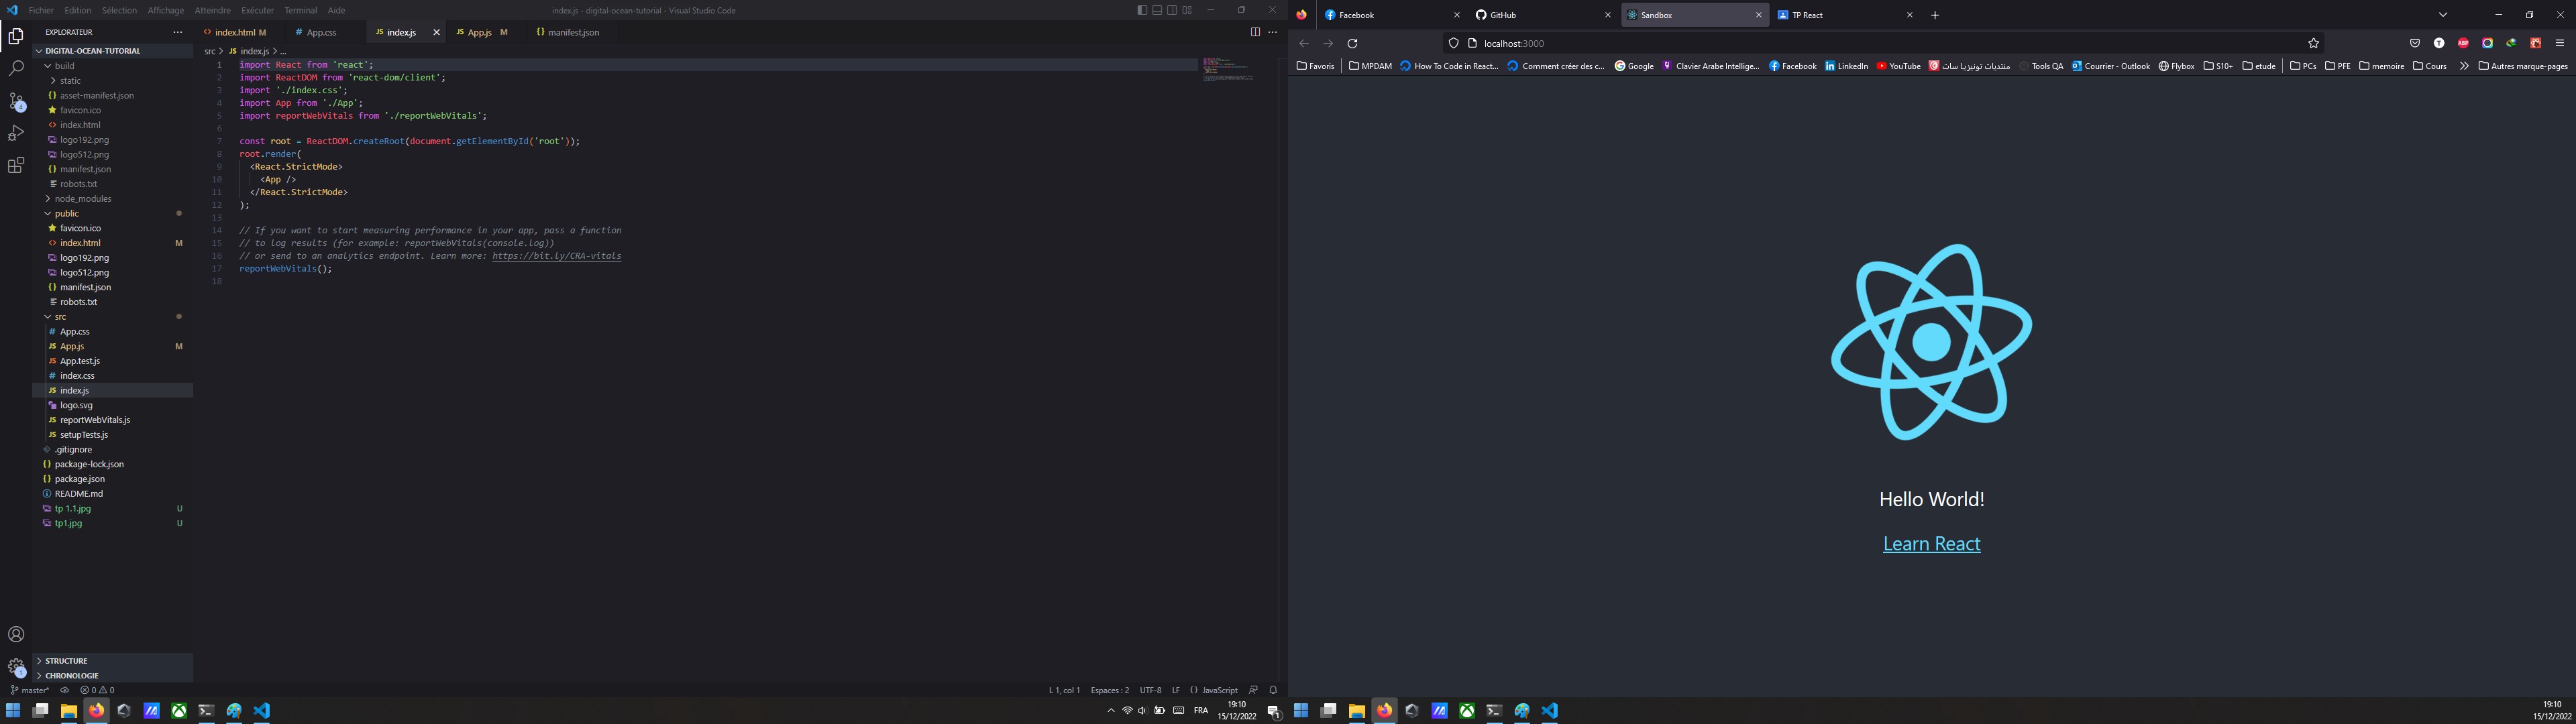 Fichier Edition Sélection Affichage Atteindre Exécuter Terminal Aide
index.js - digital-ocean-tutorial - Visual Studio Code
EXPLORATEUR
DIGITAL-OCEAN-TUTORIAL
build
static
asset-manifest.json
favicon.ico
index.html
logo192.png
logo512.png
manifest.json
robots.txt
node_modules
public
favicon.ico
index.html M
logo192.png
logo512.png
manifest.json
robots.txt
src
App.css
App.js M
App.test.js
index.css
index.js
logo.svg
reportWebVitals.js
setupTests.js
.gitignore
package-lock.json
package.json
README.md
tp 1.1.jpg U
tp1.jpg U
STRUCTURE
CHRONOLOGIE
4
1
index.html M App.css index.js App.js M manifest.json
src > JS index.js > ...
1 import React from 'react';
2 import ReactDOM from 'react-dom/client';
3 import './index.css';
4 import App from './App';
5 import reportWebVitals from './reportWebVitals';
6
7 const root = ReactDOM.createRoot(document.getElementById('root'));
8 root.render(
9 <React.StrictMode>
10 <App />
11 </React.StrictMode>
12 );
13
14 // If you want to start measuring performance in your app, pass a function
15 // to log results (for example: reportWebVitals(console.log))
16 // or send to an analytics endpoint. Learn more: https://bit.ly/CRA-vitals
17 reportWebVitals();
18
master* 0 0 L 1, col 1 Espaces : 2 UTF-8 LF JavaScript
FRA 19:10
15/12/2022
1
Facebook GitHub Sandbox TP React
localhost:3000
Favoris MPDAM How To Code in React... Comment créer des c... Google Clavier Arabe Intellige... Facebook LinkedIn YouTube منتديات تونيزيا سات Tools QA Courrier - Outlook Flybox S10+ etude PCs PFE memoire Cours Autres marque-pages
Hello World!
Learn React
19:10
15/12/2022